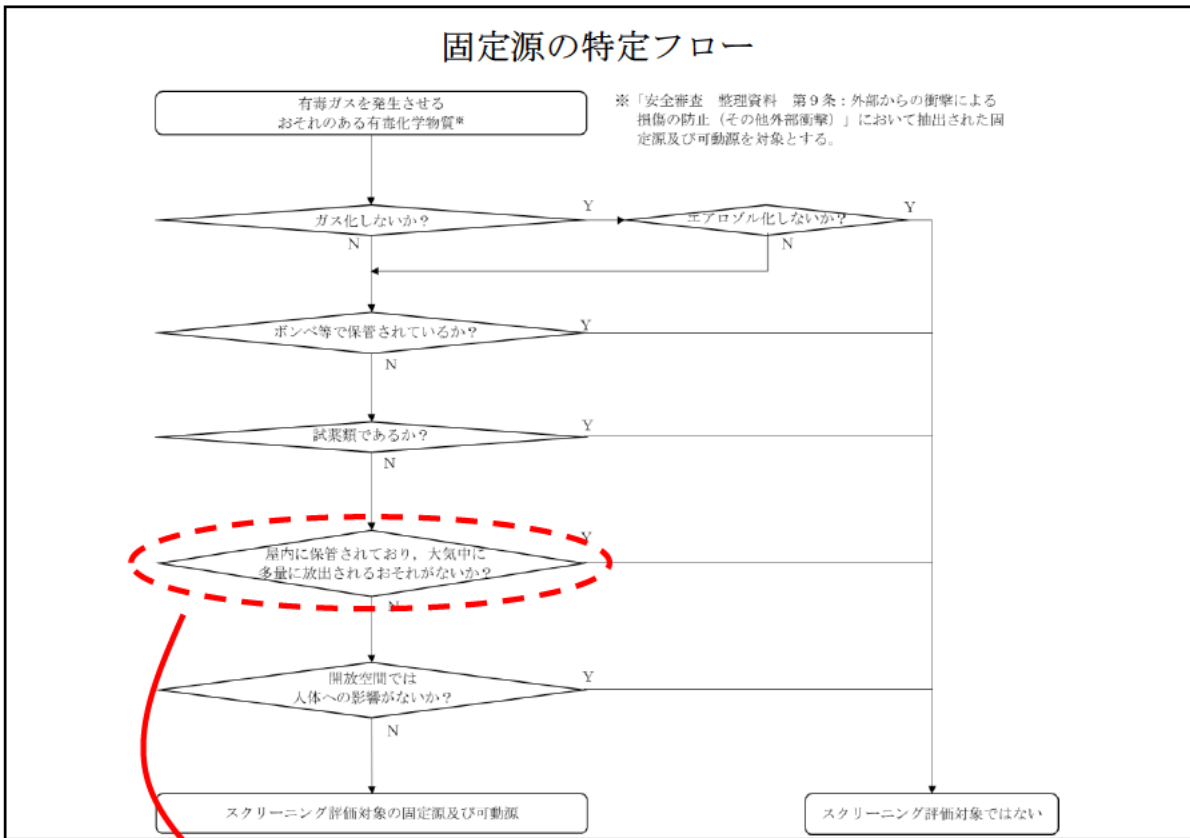 固定源の特定フロー
有毒ガスを発生させる
おそれのある有毒化学物質※
※「安全審査 整理資料 第9条:外部からの衝撃による
損傷の防止(その他外部衝撃)」において抽出された固
定源及び可動源を対象とする。
ガス化しないか?
Y
エアロゾル化しないか?
Y
N
N
ボンベ等で保管されているか?
Y
N
試薬類であるか?
Y
N
屋内に保管されており,大気中に
多量に放出されるおそれがないか?
Y
N
開放空間では
人体への影響がないか?
Y
N
スクリーニング評価対象の固定源及び可動源
スクリーニング評価対象ではない